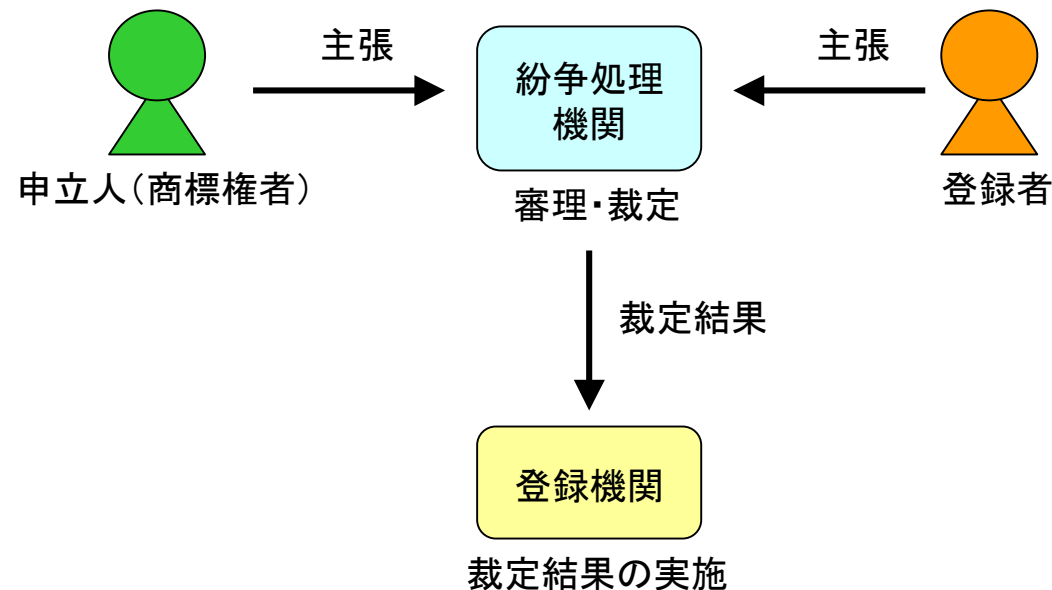 主張
主張
紛争処理
機関
申立人（商標権者）
登録者
審理・裁定
裁定結果
登録機関
裁定結果の実施